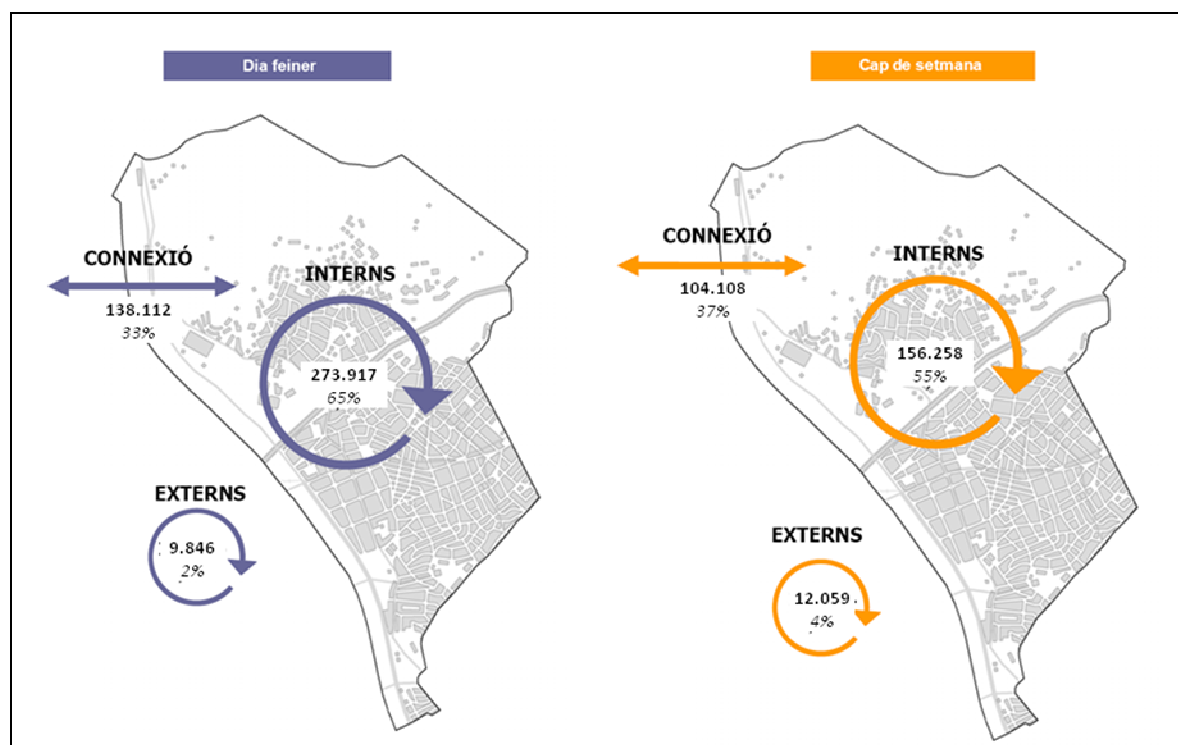 Dia feiner
CONNEXIÓ
138.112
33%
INTERNS
273.917
65%
EXTERNS
9.846
2%
Cap de setmana
CONNEXIÓ
104.108
37%
INTERNS
156.258
55%
EXTERNS
12.059
4%